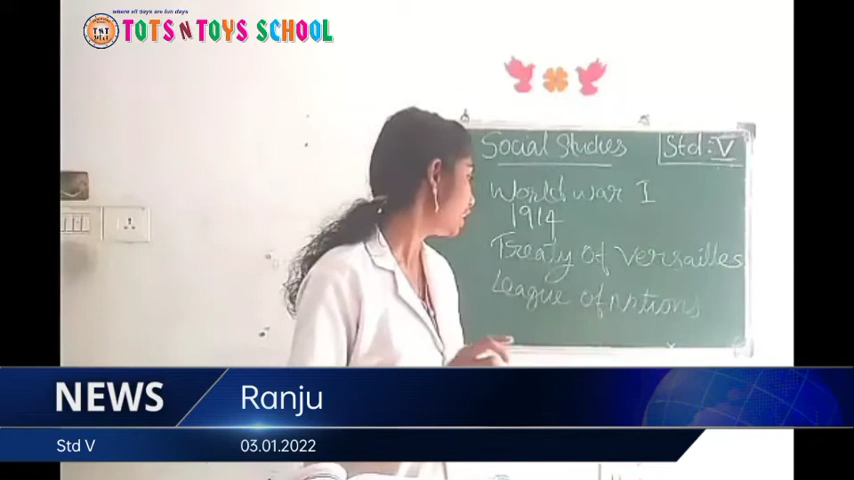 where all days are fun days
TOTS N TOYS SCHOOL
TST
Social Studies
Std : V
World war I
1914
Treaty of versailles
League of Nations
NEWS
Ranju
Std V
03.01.2022